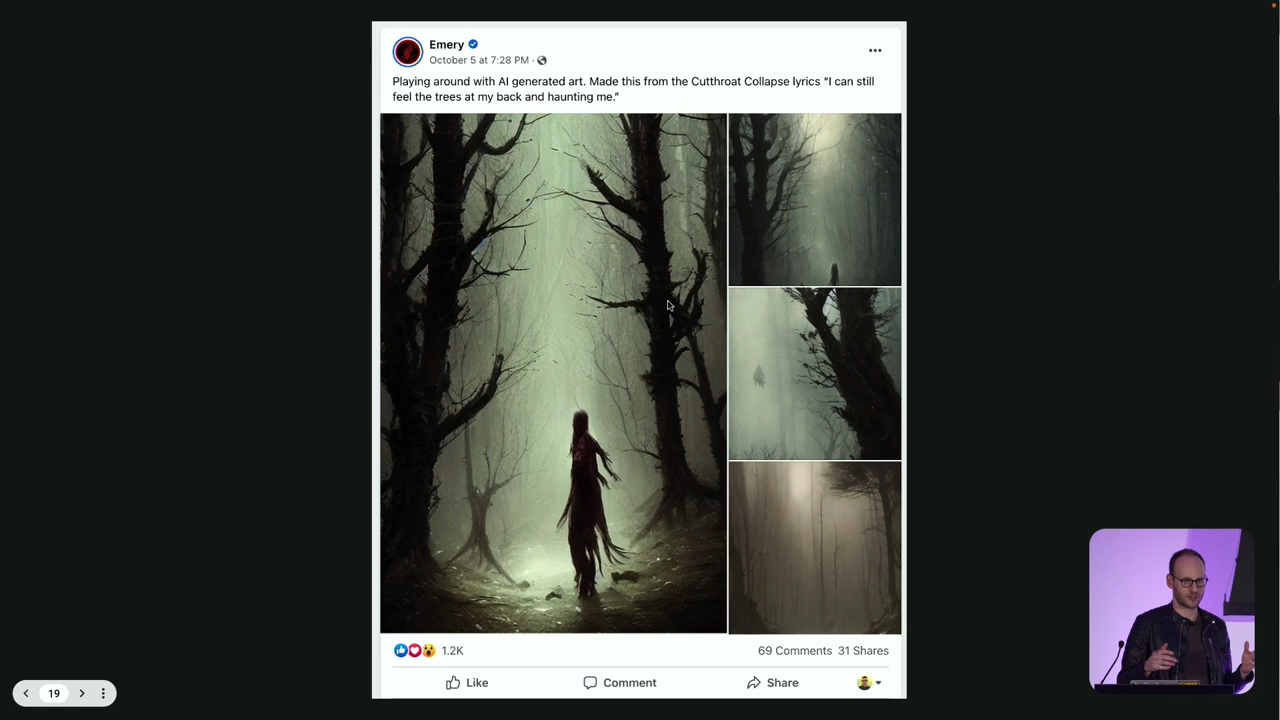 Emery
October 5 at 7:28 PM ·
Playing around with AI generated art. Made this from the Cutthroat Collapse lyrics “I can still
feel the trees at my back and haunting me.”
1.2K
69 Comments 31 Shares
Like
Comment
Share
19